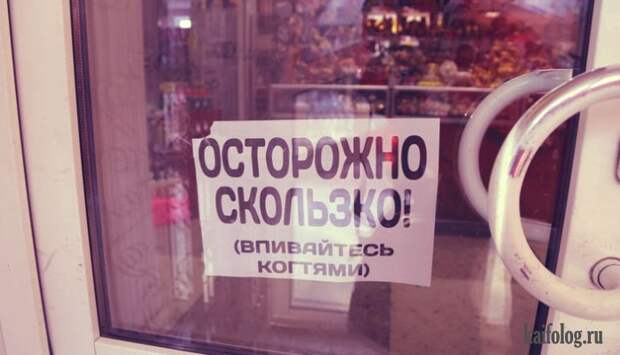 ОСТОРОЖНО
СКОЛЬЗКО!
(ВПИВАЙТЕСЬ
КОГТЯМИ)
kaifolog.ru